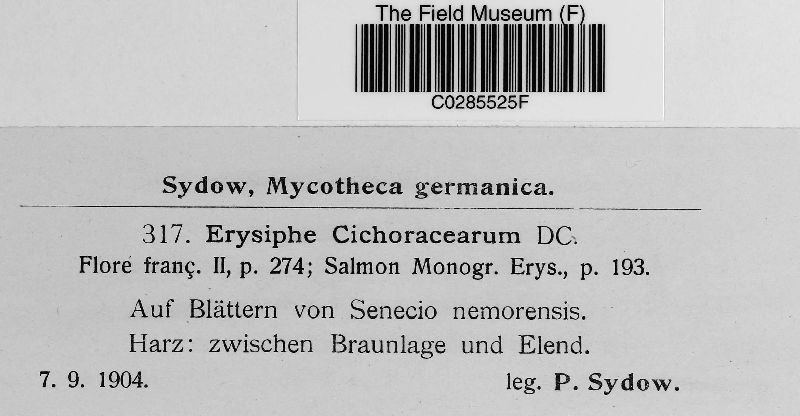 The Field Museum (F)
C0285525F
Sydow, Mycotheca germanica.
317. Erysiphe Cichoracearum DC.
Flore franç. II, p. 274; Salmon Monogr. Erys., p. 193.
Auf Blättern von Senecio nemorensis.
Harz: zwischen Braunlage und Elend.
7. 9. 1904. leg. P. Sydow.